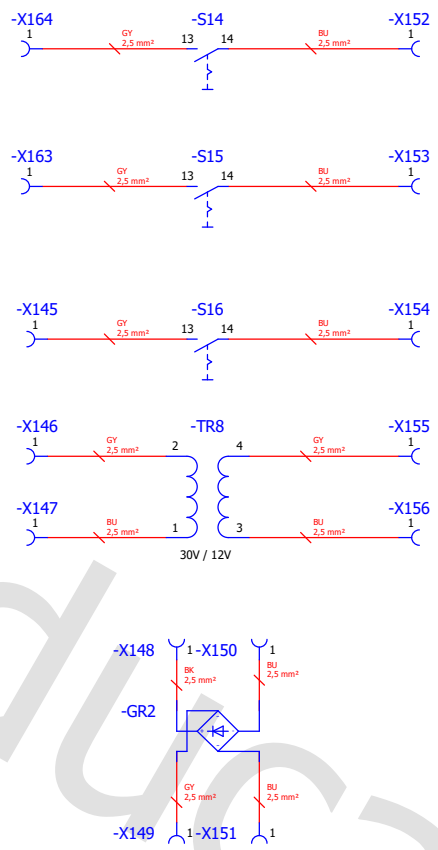 -X164 -S14 -X152
1 GY 13 14 BU 1
2,5 mm² 2,5 mm²
-X163 -S15 -X153
1 GY 13 14 BU 1
2,5 mm² 2,5 mm²
-X145 -S16 -X154
1 GY 13 14 BU 1
2,5 mm² 2,5 mm²
-X146 -TR8 -X155
1 GY 2 4 GY 1
2,5 mm² 2,5 mm²
-X147 -X156
1 BU 1 3 BU 1
2,5 mm² 2,5 mm²
30V / 12V
-X148 1 -X150 1
BK BU
2,5 mm² 2,5 mm²
-GR2
GY BU
2,5 mm² 2,5 mm²
-X149 1 -X151 1